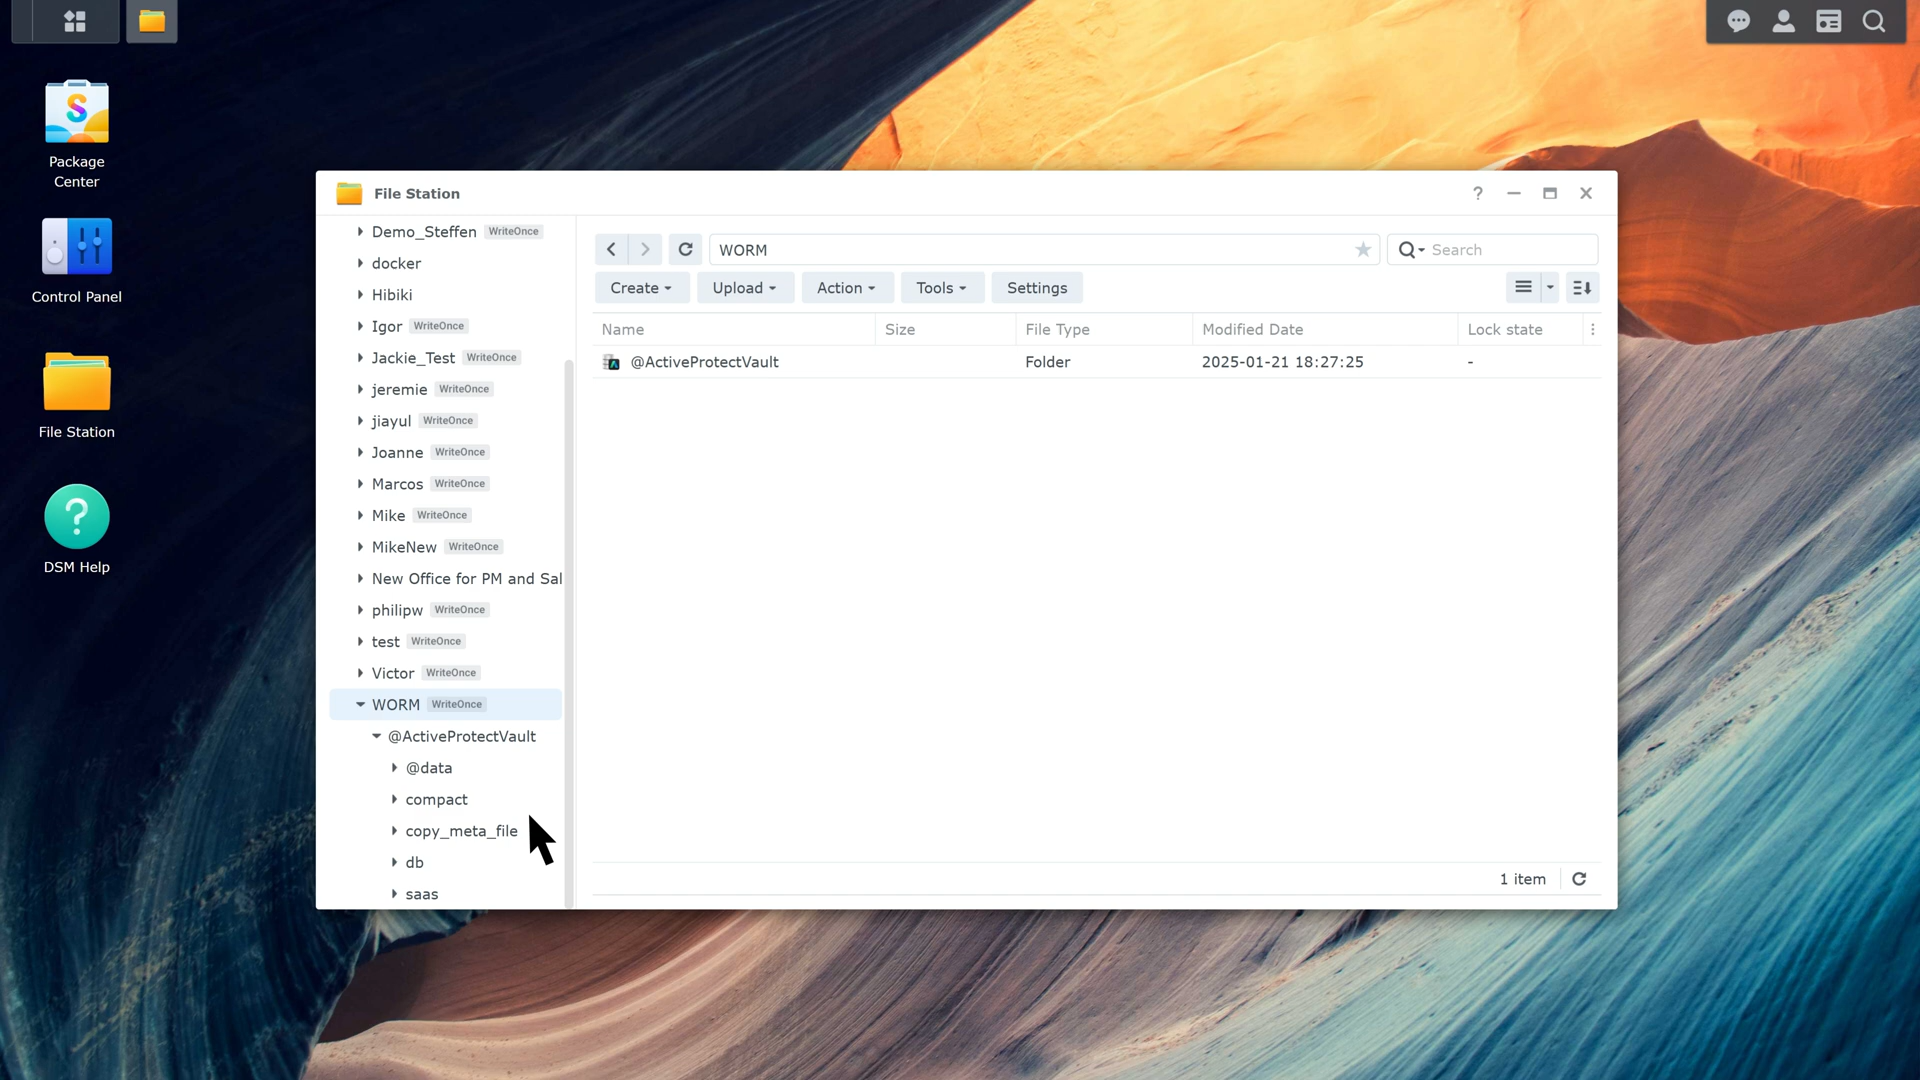 Package
Center
Control Panel
File Station
DSM Help
File Station
Demo_Steffen WriteOnce
docker
Hibiki
Igor WriteOnce
Jackie_Test WriteOnce
jeremie WriteOnce
jiayul WriteOnce
Joanne WriteOnce
Marcos WriteOnce
Mike WriteOnce
MikeNew WriteOnce
New Office for PM and Sal
philipw WriteOnce
test WriteOnce
Victor WriteOnce
WORM WriteOnce
@ActiveProtectVault
@data
compact
copy_meta_file
db
saas
WORM
Search
Create Upload Action Tools Settings
Name Size File Type Modified Date Lock state
@ActiveProtectVault Folder 2025-01-21 18:27:25 -
1 item